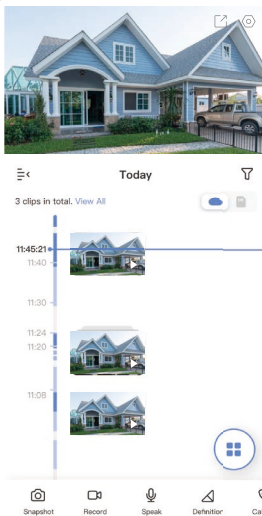 Today
3 clips in total. View All
11:45:21
11:40
11:30
11:24
11:20
11:08
Snapshot
Record
Speak
Definitior
Cal